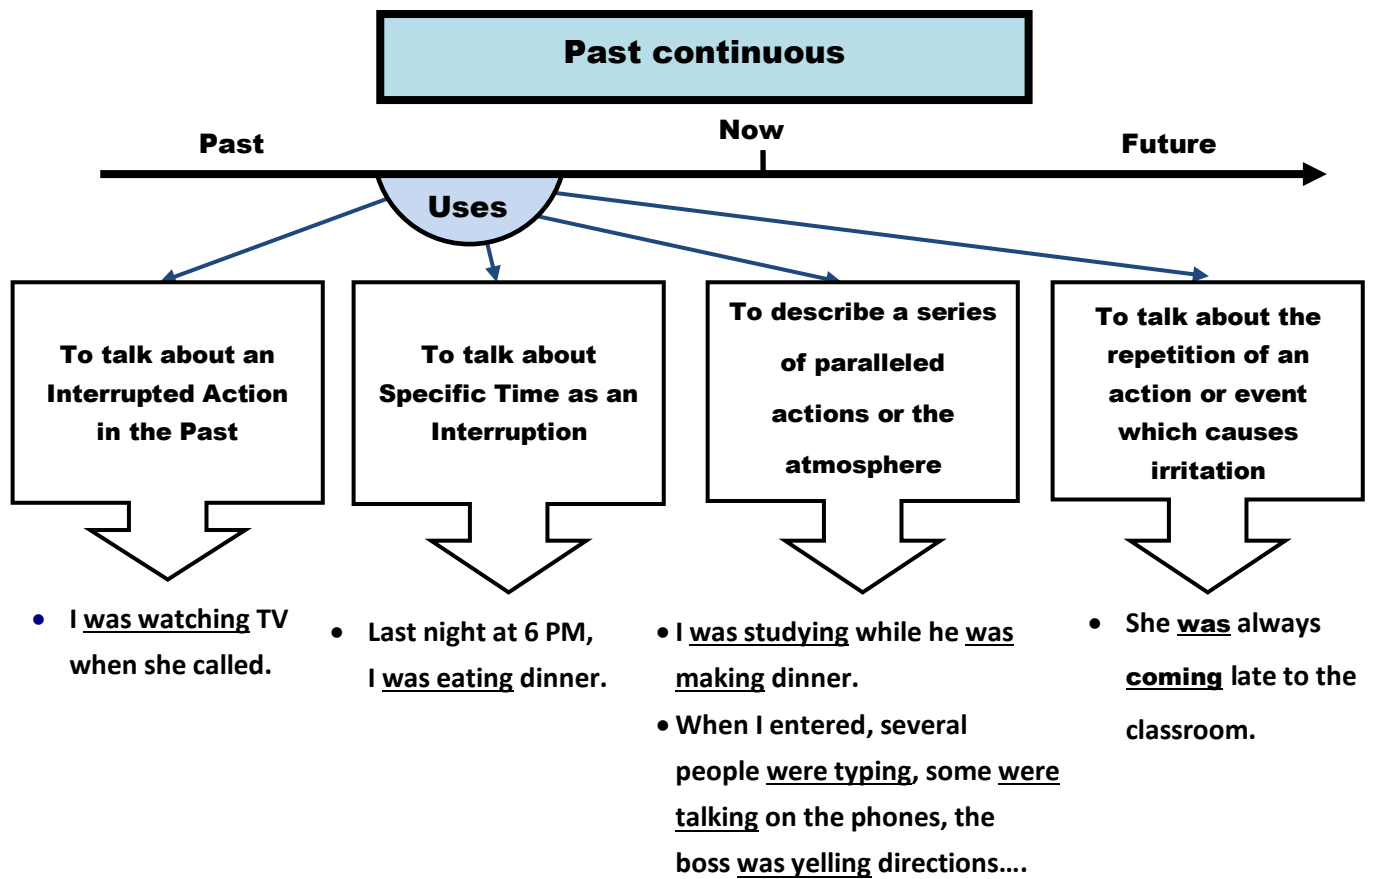 Past continuous
Past
Now
Future
Uses
To talk about an
Interrupted Action
in the Past
To talk about
Specific Time as an
Interruption
To describe a series
of paralleled
actions or the
atmosphere
To talk about the
repetition of an
action or event
which causes
irritation
• I was watching TV
when she called.
• Last night at 6 PM,
I was eating dinner.
• I was studying while he was
making dinner.
• When I entered, several
people were typing, some were
talking on the phones, the
boss was yelling directions….
• She was always
coming late to the
classroom.